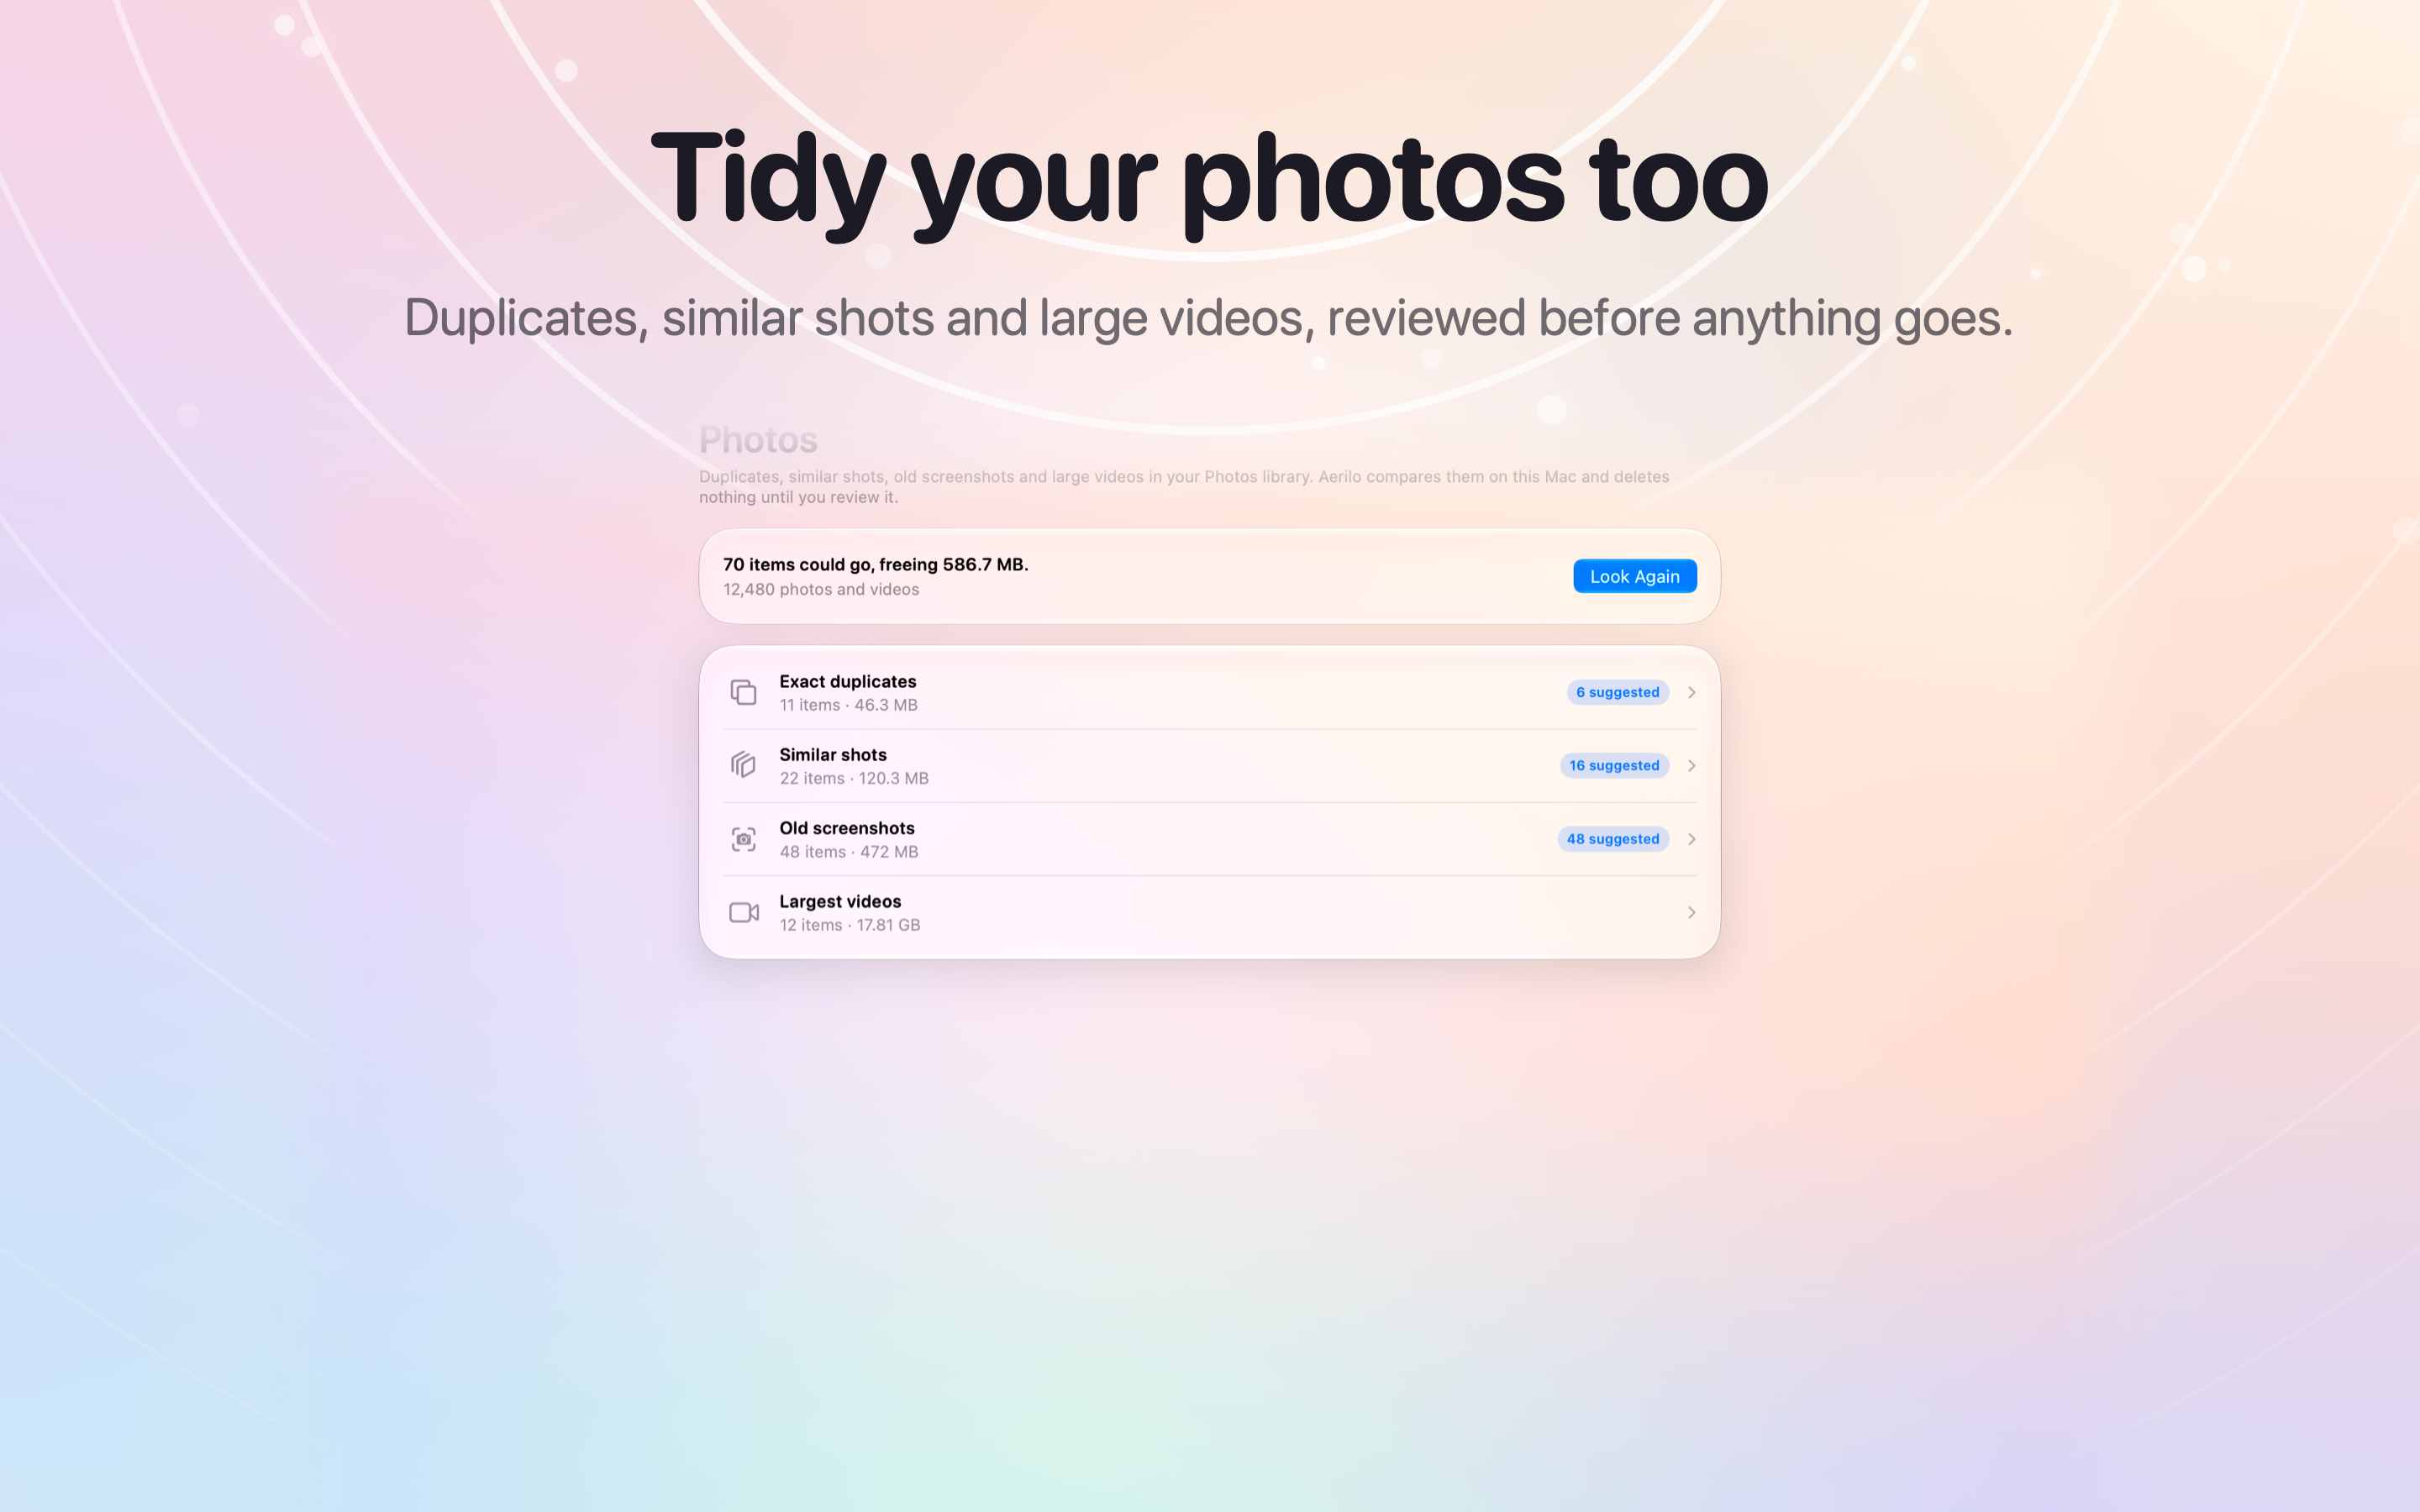 Tidy your photos too
Duplicates, similar shots and large videos, reviewed before anything goes.
Photos
Duplicates, similar shots, old screenshots and large videos in your Photos library. Aerilo compares them on this Mac and deletes
nothing until you review it.
70 items could go, freeing 586.7 MB.
12,480 photos and videos
Look Again
Exact duplicates
11 items · 46.3 MB
6 suggested
Similar shots
22 items · 120.3 MB
16 suggested
Old screenshots
48 items · 472 MB
48 suggested
Largest videos
12 items · 17.81 GB